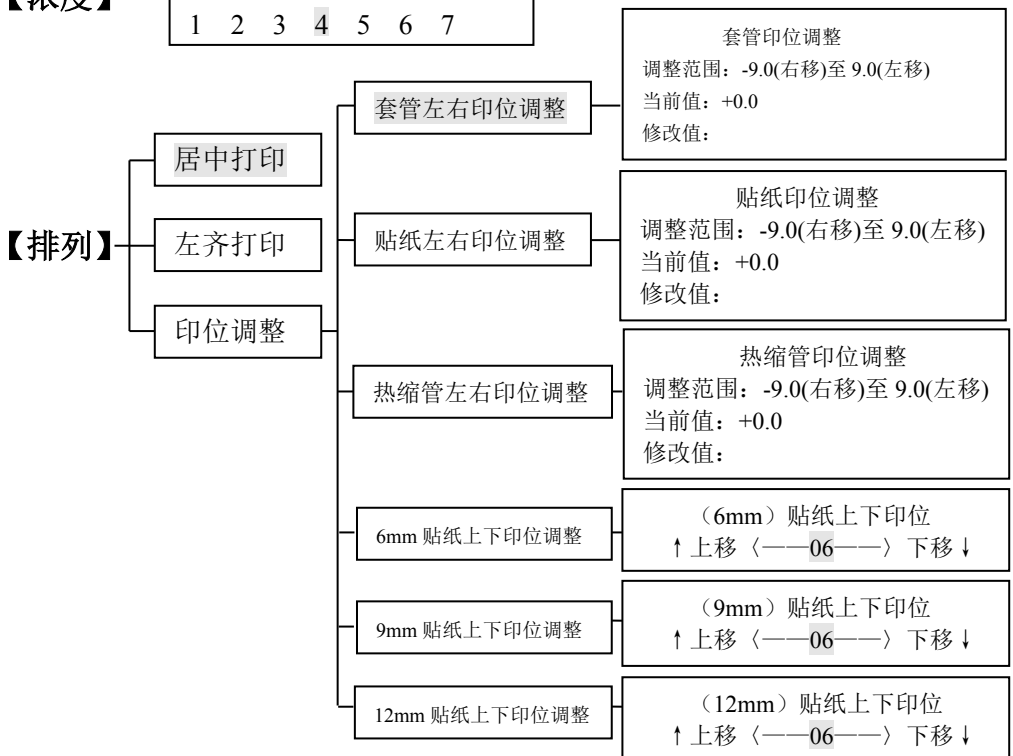 【浓度】
1 2 3 4 5 6 7
【排列】
居中打印
左齐打印
印位调整
套管左右印位调整
套管印位调整
调整范围：-9.0(右移)至 9.0(左移)
当前值：+0.0
修改值：
贴纸左右印位调整
贴纸印位调整
调整范围：-9.0(右移)至 9.0(左移)
当前值：+0.0
修改值：
热缩管左右印位调整
热缩管印位调整
调整范围：-9.0(右移)至 9.0(左移)
当前值：+0.0
修改值：
6mm 贴纸上下印位调整
（6mm）贴纸上下印位
↑上移〈——06——〉下移↓
9mm 贴纸上下印位调整
（9mm）贴纸上下印位
↑上移〈——06——〉下移↓
12mm 贴纸上下印位调整
（12mm）贴纸上下印位
↑上移〈——06——〉下移↓